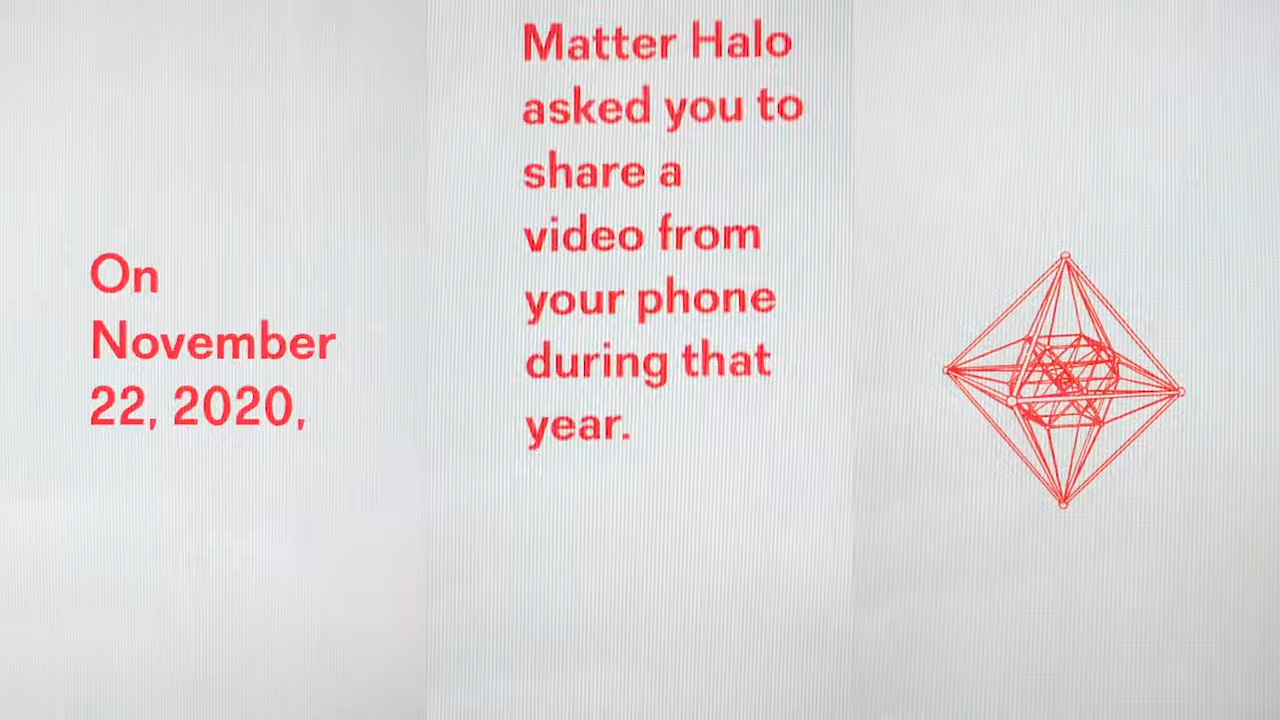 On
November
22, 2020,
Matter Halo
asked you to
share a
video from
your phone
during that
year.